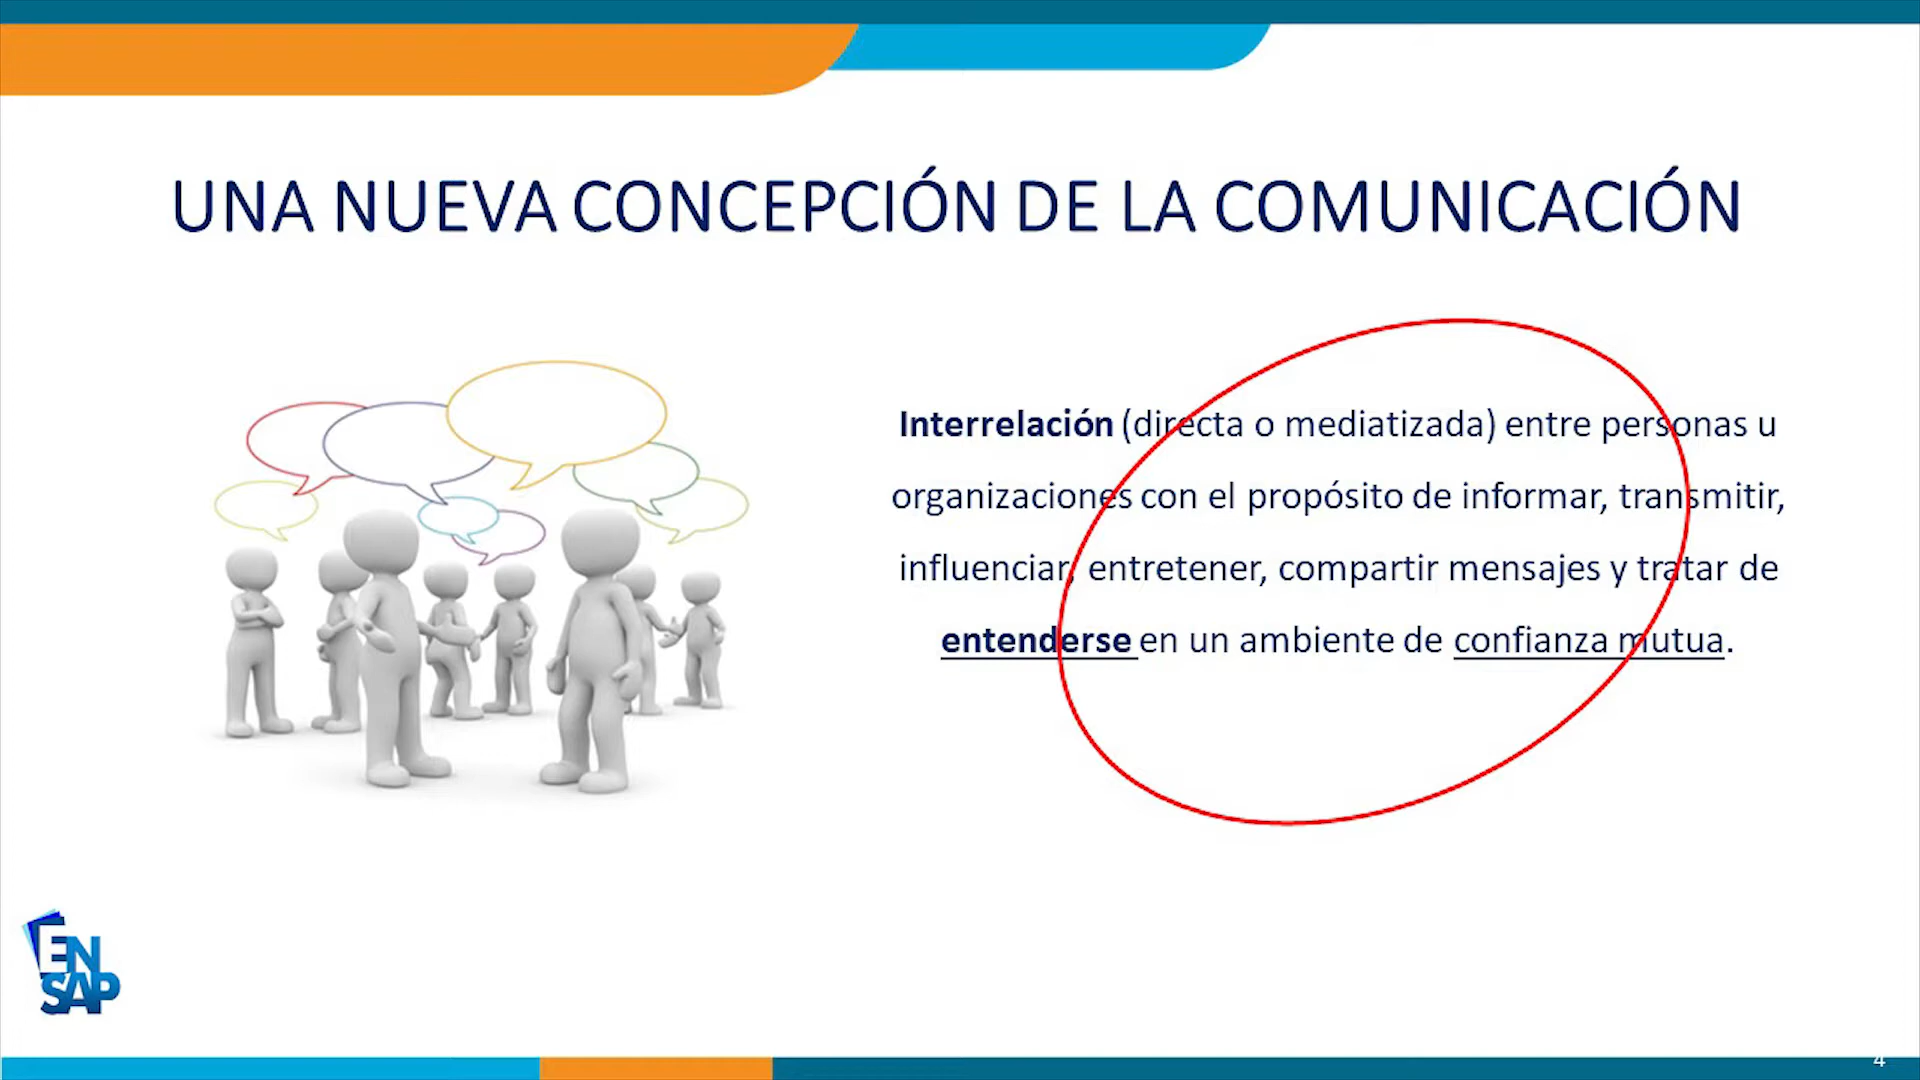 UNA NUEVA CONCEPCIÓN DE LA COMUNICACIÓN
Interrelación (directa o mediatizada) entre personas u
organizaciones con el propósito de informar, transmitir,
influenciar, entretener, compartir mensajes y tratar de
entenderse en un ambiente de confianza mutua.
EN
SAP
4